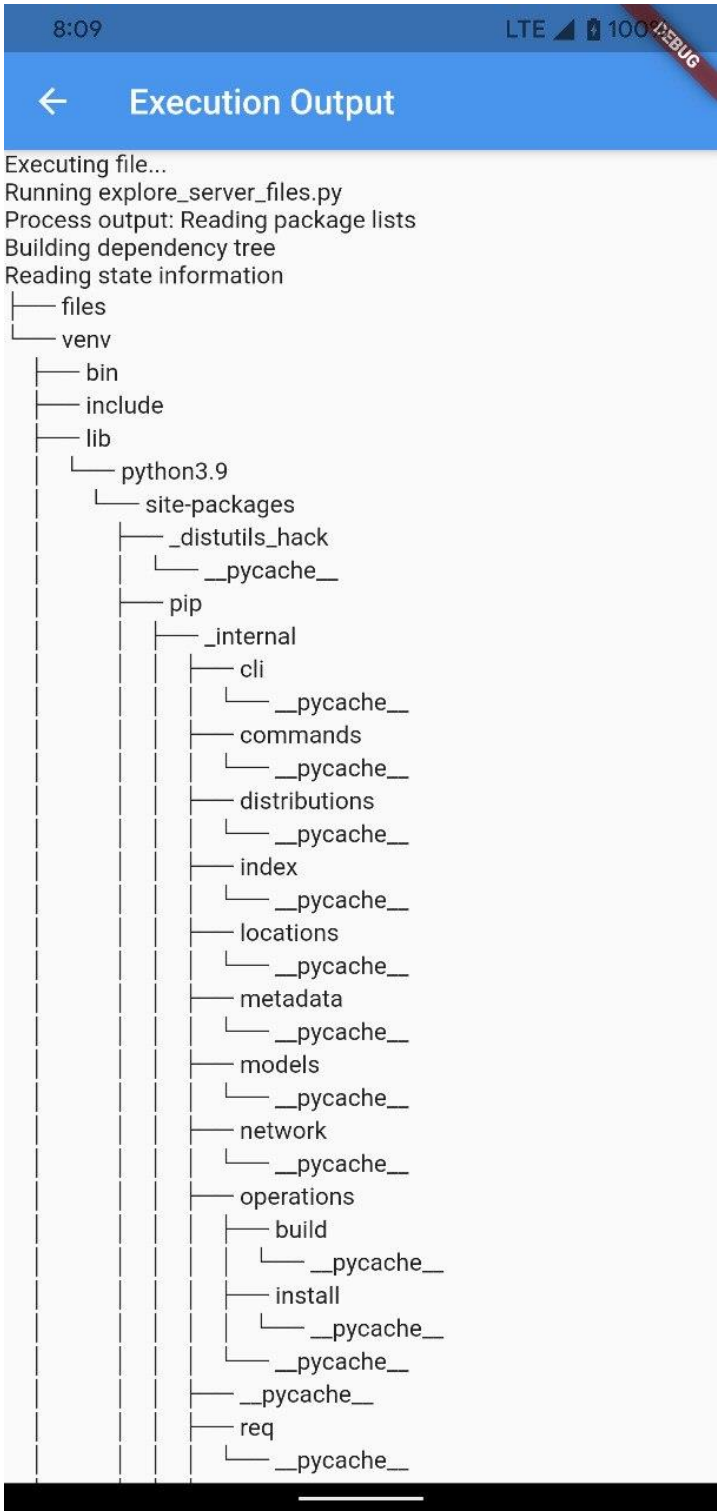 8:09 LTE 100%
DEBUG
← Execution Output
Executing file...
Running explore_server_files.py
Process output: Reading package lists
Building dependency tree
Reading state information
├── files
└── venv
    ├── bin
    ├── include
    ├── lib
    │   └── python3.9
    │       └── site-packages
    │           ├── _distutils_hack
    │           │   └── __pycache__
    │           ├── pip
    │           │   ├── _internal
    │           │   │   ├── cli
    │           │   │   │   └── __pycache__
    │           │   │   ├── commands
    │           │   │   │   └── __pycache__
    │           │   │   ├── distributions
    │           │   │   │   └── __pycache__
    │           │   │   ├── index
    │           │   │   │   └── __pycache__
    │           │   │   ├── locations
    │           │   │   │   └── __pycache__
    │           │   │   ├── metadata
    │           │   │   │   └── __pycache__
    │           │   │   ├── models
    │           │   │   │   └── __pycache__
    │           │   │   ├── network
    │           │   │   │   └── __pycache__
    │           │   │   ├── operations
    │           │   │   │   ├── build
    │           │   │   │   │   └── __pycache__
    │           │   │   │   ├── install
    │           │   │   │   │   └── __pycache__
    │           │   │   │   └── __pycache__
    │           │   │   ├── __pycache__
    │           │   │   ├── req
    │           │   │   │   └── __pycache__